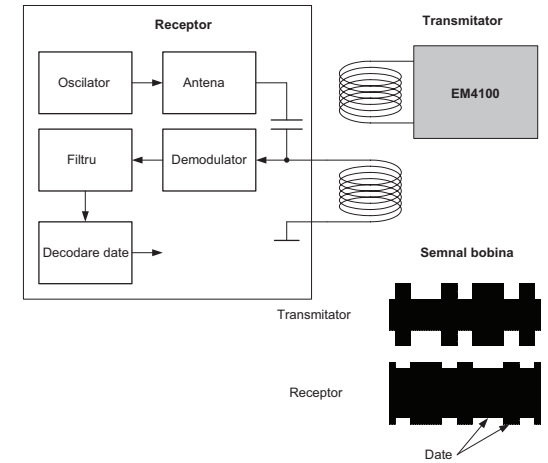 Receptor
Transmitator
Oscilator
Antena
EM4100
Filtru
Demodulator
Decodare date
Semnal bobina
Transmitator
Receptor
Date